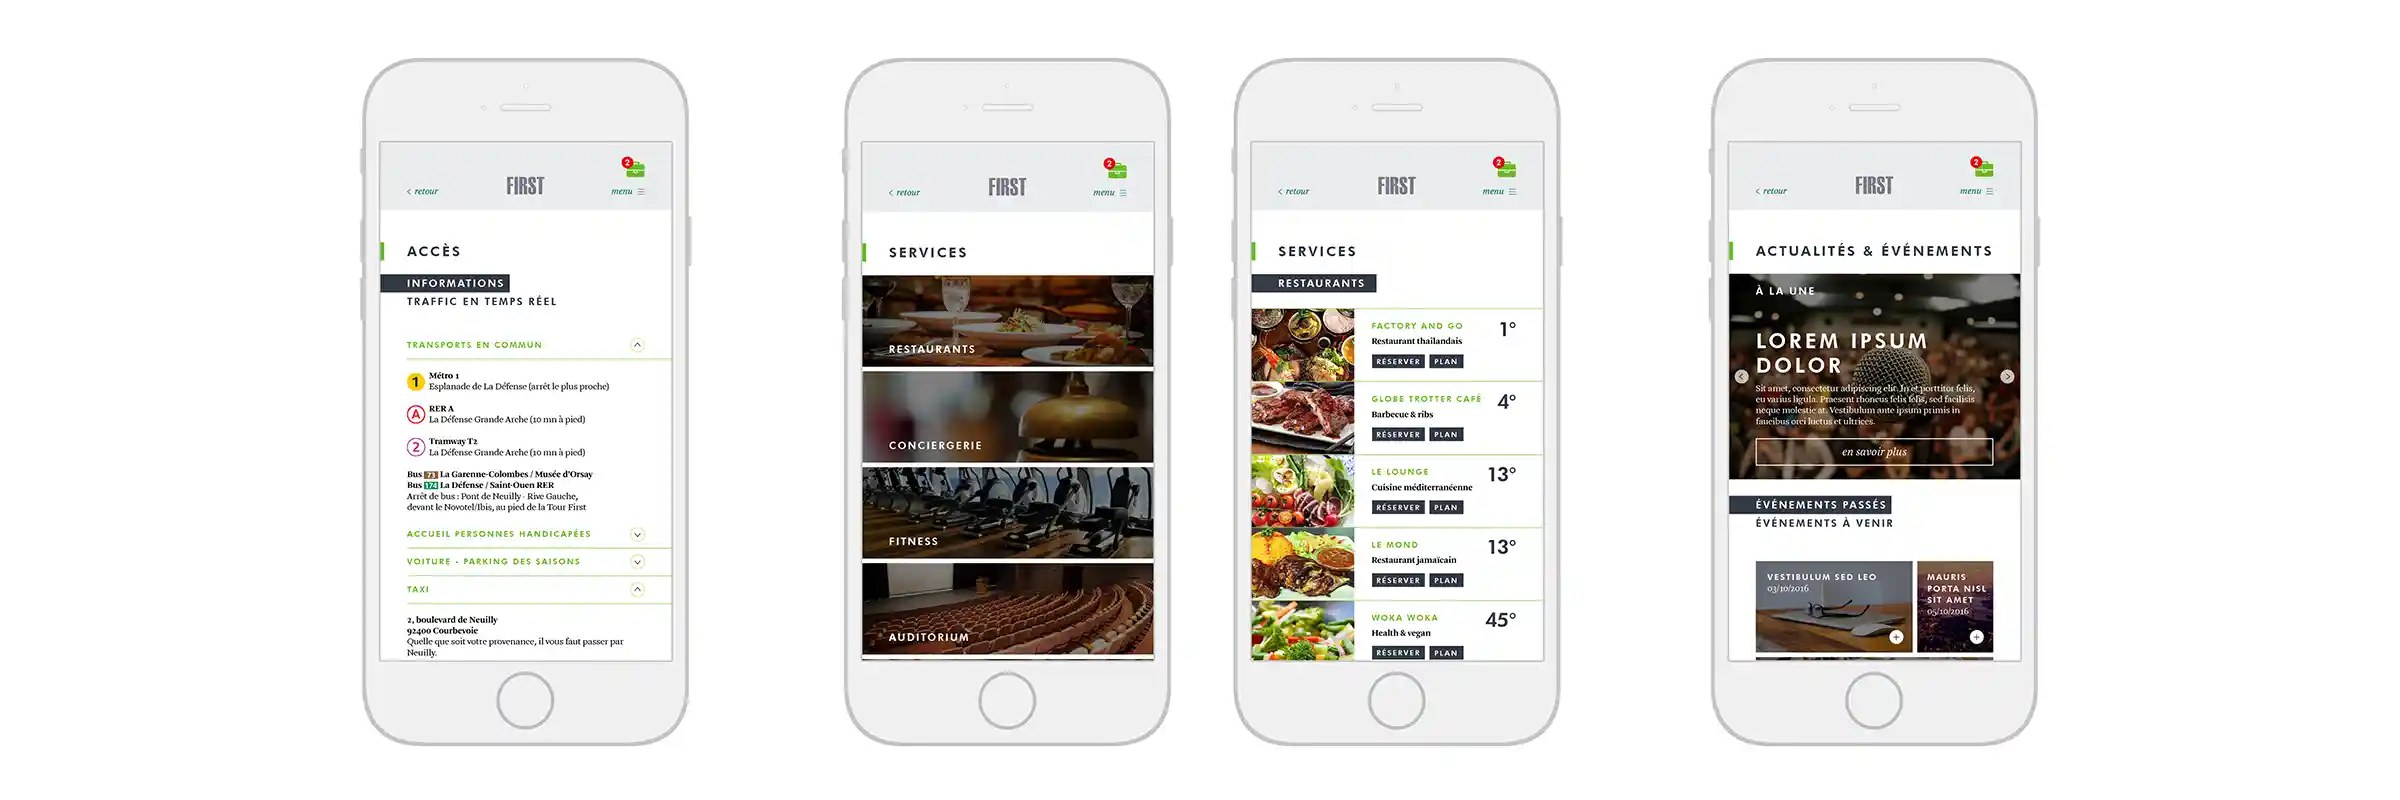 2
< retour
FIRST
menu
ACCÈS
INFORMATIONS
TRAFFIC EN TEMPS RÉEL
TRANSPORTS EN COMMUN
1 Métro 1
Esplanade de La Défense (arrêt le plus proche)
A RER A
La Défense Grande Arche (10 mn à pied)
2 Tramway T2
La Défense Grande Arche (10 mn à pied)
Bus 73 La Garenne-Colombes / Musée d'Orsay
Bus 174 La Défense / Saint-Ouen RER
Arrêt de bus : Pont de Neuilly - Rive Gauche,
devant le Novotel/Ibis, au pied de la Tour First
ACCUEIL PERSONNES HANDICAPÉES
VOITURE - PARKING DES SAISONS
TAXI
2, boulevard de Neuilly
92400 Courbevoie
Quelle que soit votre provenance, il vous faut passer par
Neuilly.
2
< retour
FIRST
menu
SERVICES
RESTAURANTS
CONCIERGERIE
FITNESS
AUDITORIUM
2
< retour
FIRST
menu
SERVICES
RESTAURANTS
FACTORY AND GO 1°
Restaurant thaïlandais
RÉSERVER PLAN
GLOBE TROTTER CAFÉ 4°
Barbecue & ribs
RÉSERVER PLAN
LE LOUNGE 13°
Cuisine méditerranéenne
RÉSERVER PLAN
LE MOND 13°
Restaurant jamaïcain
RÉSERVER PLAN
WOKA WOKA 45°
Health & vegan
RÉSERVER PLAN
2
< retour
FIRST
menu
ACTUALITÉS & ÉVÉNEMENTS
À LA UNE
LOREM IPSUM
DOLOR
Sit amet, consectetur adipiscing elit. In et porttitor felis,
eu varius ligula. Praesent rhoncus felis felis, sed facilisis
neque molestie at. Vestibulum ante ipsum primis in
faucibus orci luctus et ultrices.
en savoir plus
ÉVÉNEMENTS PASSÉS
ÉVÉNEMENTS À VENIR
VESTIBULUM SED LEO
03/10/2016
MAURIS
PORTA NISL
SIT AMET
05/10/2016